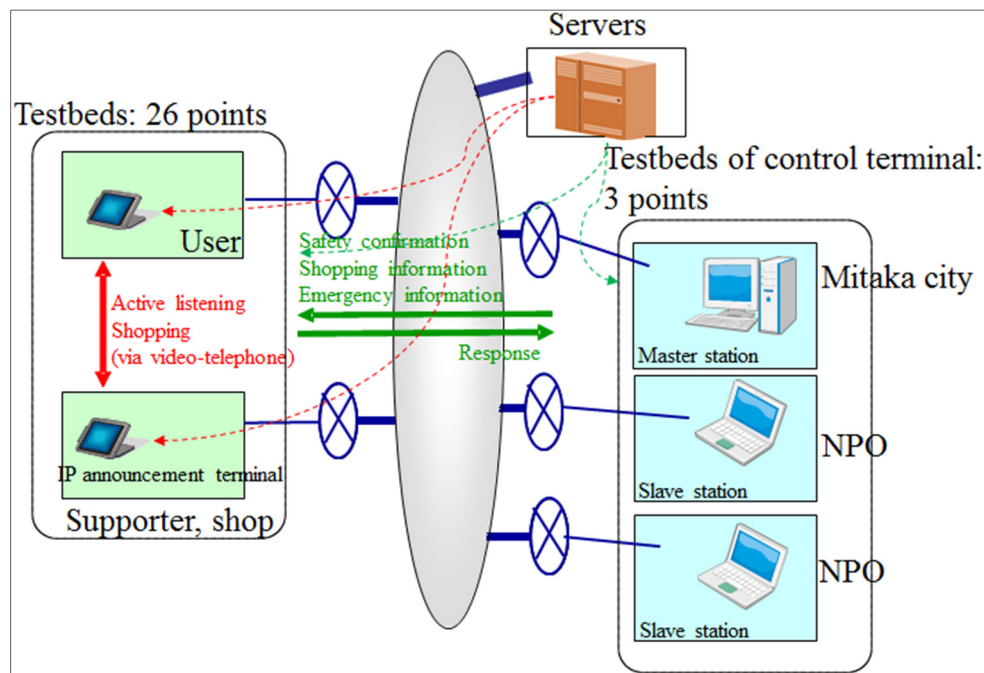 Servers
Testbeds: 26 points
Testbeds of control terminal:
3 points
User
Safety confirmation
Shopping information
Emergency information
Mitaka city
Active listening
Shopping
(via video-telephone)
Response
Master station
IP announcement terminal
NPO
Slave station
Supporter, shop
NPO
Slave station